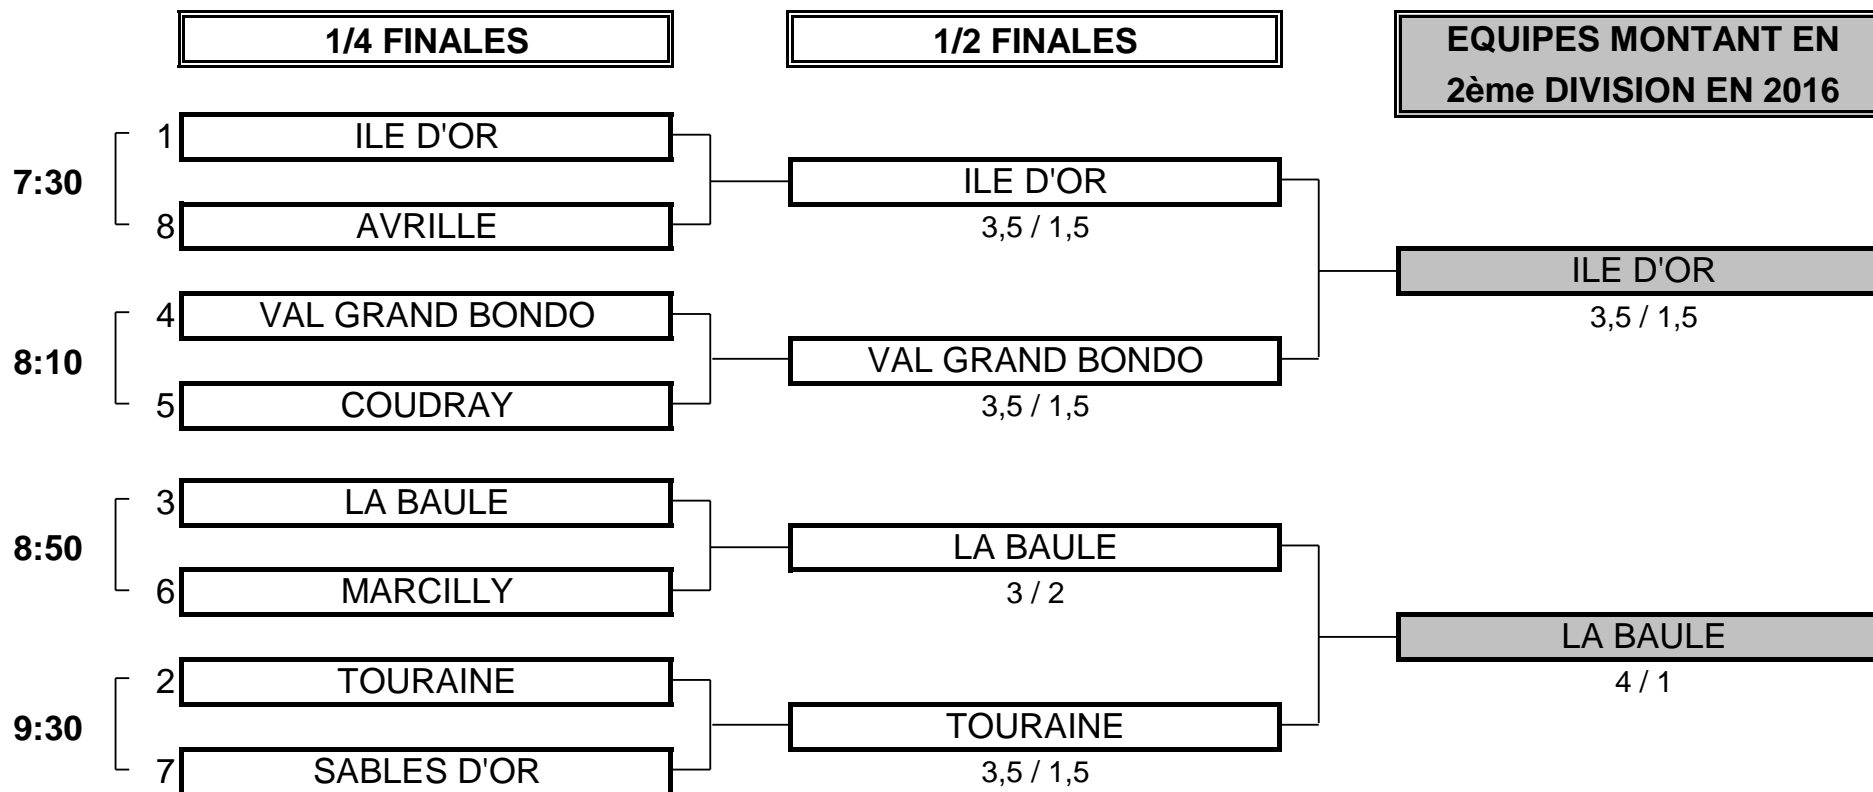 1/4 FINALES
1/2 FINALES
EQUIPES MONTANT EN
2ème DIVISION EN 2016
1 ILE D'OR
7:30
ILE D'OR
8 AVRILLE
3,5 / 1,5
ILE D'OR
4 VAL GRAND BONDO
3,5 / 1,5
8:10
VAL GRAND BONDO
5 COUDRAY
3,5 / 1,5
3 LA BAULE
8:50
LA BAULE
6 MARCILLY
3 / 2
LA BAULE
2 TOURAINE
4 / 1
9:30
TOURAINE
7 SABLES D'OR
3,5 / 1,5